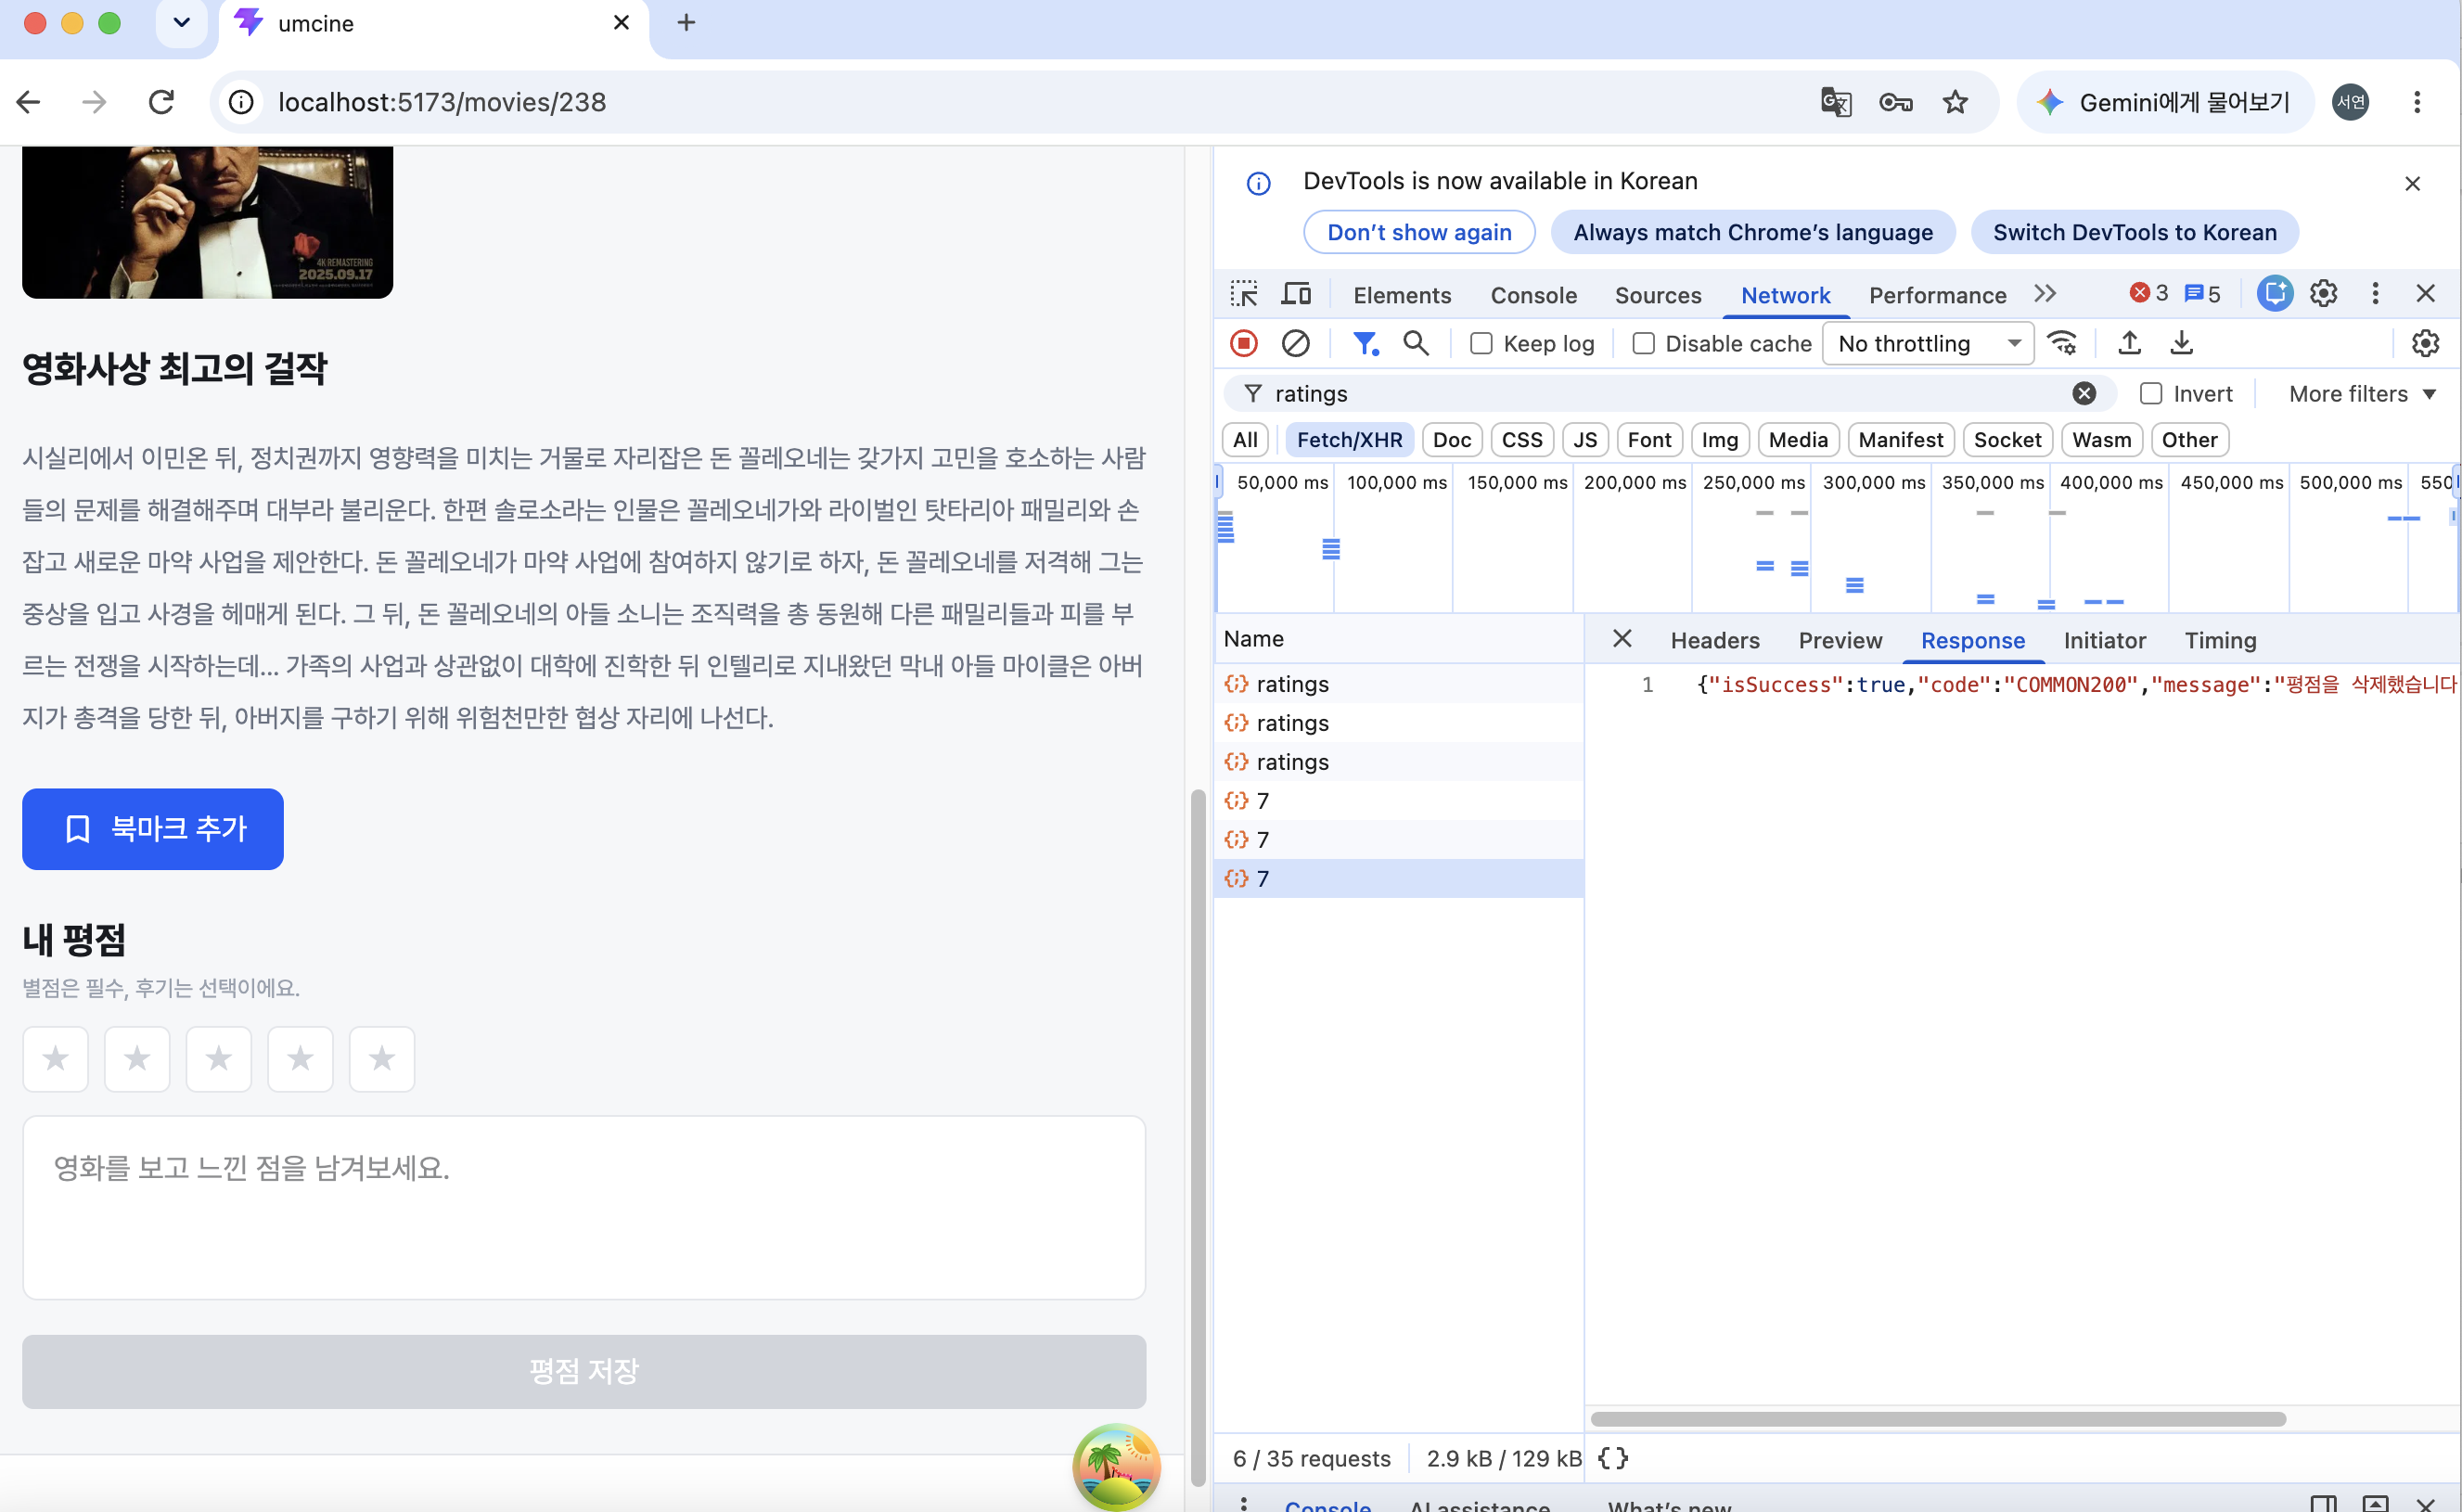 umcine
localhost:5173/movies/238
Gemini에게 물어보기
서연
4K REMASTERING
2025.09.17
영화사상 최고의 걸작
시실리에서 이민온 뒤, 정치권까지 영향력을 미치는 거물로 자리잡은 돈 꼴레오네는 갖가지 고민을 호소하는 사람
들의 문제를 해결해주며 대부라 불리운다. 한편 솔로소라는 인물은 꼴레오네가와 라이벌인 탓타리아 패밀리와 손
잡고 새로운 마약 사업을 제안한다. 돈 꼴레오네가 마약 사업에 참여하지 않기로 하자, 돈 꼴레오네를 저격해 그는
중상을 입고 사경을 헤매게 된다. 그 뒤, 돈 꼴레오네의 아들 소니는 조직력을 총 동원해 다른 패밀리들과 피를 부
르는 전쟁을 시작하는데... 가족의 사업과 상관없이 대학에 진학한 뒤 인텔리로 지내왔던 막내 아들 마이클은 아버
지가 총격을 당한 뒤, 아버지를 구하기 위해 위험천만한 협상 자리에 나선다.
북마크 추가
내 평점
별점은 필수, 후기는 선택이에요.
영화를 보고 느낀 점을 남겨보세요.
평점 저장
DevTools is now available in Korean
Don't show again
Always match Chrome's language
Switch DevTools to Korean
Elements Console Sources Network Performance
3 5
Keep log Disable cache No throttling
ratings Invert More filters
All Fetch/XHR Doc CSS JS Font Img Media Manifest Socket Wasm Other
50,000 ms 100,000 ms 150,000 ms 200,000 ms 250,000 ms 300,000 ms 350,000 ms 400,000 ms 450,000 ms 500,000 ms 550
Name
ratings
ratings
ratings
7
7
7
Headers Preview Response Initiator Timing
1 {"isSuccess":true,"code":"COMMON200","message":"평점을 삭제했습니다
6 / 35 requests 2.9 kB / 129 kB
Console AI assistance What's new